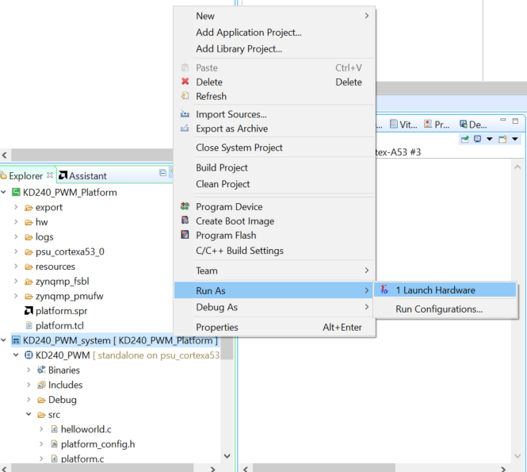 New
Add Application Project...
Add Library Project...
Paste Ctrl+V
Delete Delete
Refresh
Import Sources...
Export as Archive
Close System Project
Build Project
Clean Project
Program Device
Create Boot Image
Program Flash
C/C++ Build Settings
Team
Run As
Debug As
Properties Alt+Enter
1 Launch Hardware
Run Configurations...
... Vit... Pr... De...
tex-A53 #3
Explorer Assistant
KD240_PWM_Platform
export
hw
logs
psu_cortexa53_0
resources
zynqmp_fsbl
zynqmp_pmufw
platform.spr
platform.tcl
KD240_PWM_system [ KD240_PWM_Platform ]
KD240_PWM [ standalone on psu_cortexa53
Binaries
Includes
Debug
src
helloworld.c
platform_config.h
platform.c